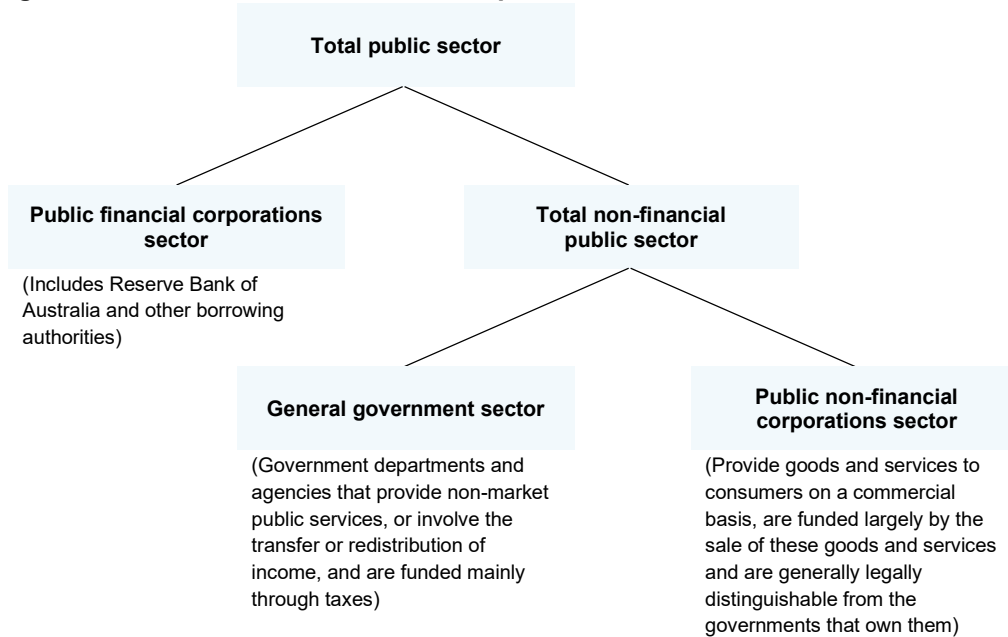 Total public sector
Public financial corporations
sector
(Includes Reserve Bank of
Australia and other borrowing
authorities)
Total non-financial
public sector
General government sector
(Government departments and
agencies that provide non-market
public services, or involve the
transfer or redistribution of
income, and are funded mainly
through taxes)
Public non-financial
corporations sector
(Provide goods and services to
consumers on a commercial
basis, are funded largely by the
sale of these goods and services
and are generally legally
distinguishable from the
governments that own them)